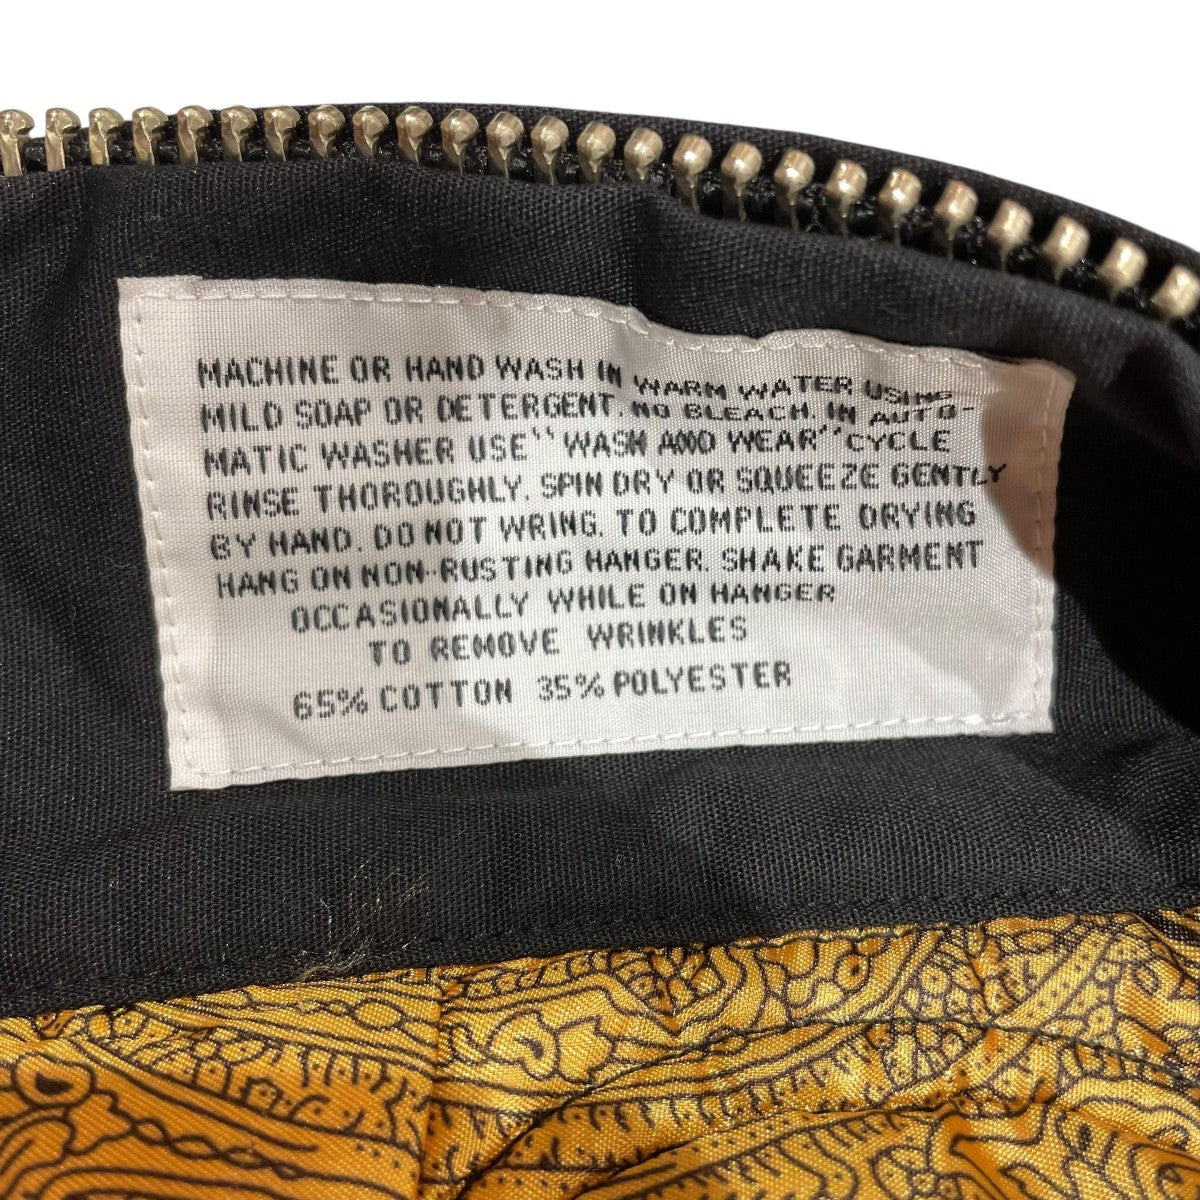 MACHINE OR HAND WASH IN WARM WATER USING
MILD SOAP OR DETERGENT. NO BLEACH. IN AUTO-
MATIC WASHER USE "WASH AND WEAR" CYCLE
RINSE THOROUGHLY. SPIN DRY OR SQUEEZE GENTLY
BY HAND. DO NOT WRING. TO COMPLETE DRYING
HANG ON NON-RUSTING HANGER. SHAKE GARMENT
OCCASIONALLY WHILE ON HANGER
TO REMOVE WRINKLES
65% COTTON 35% POLYESTER